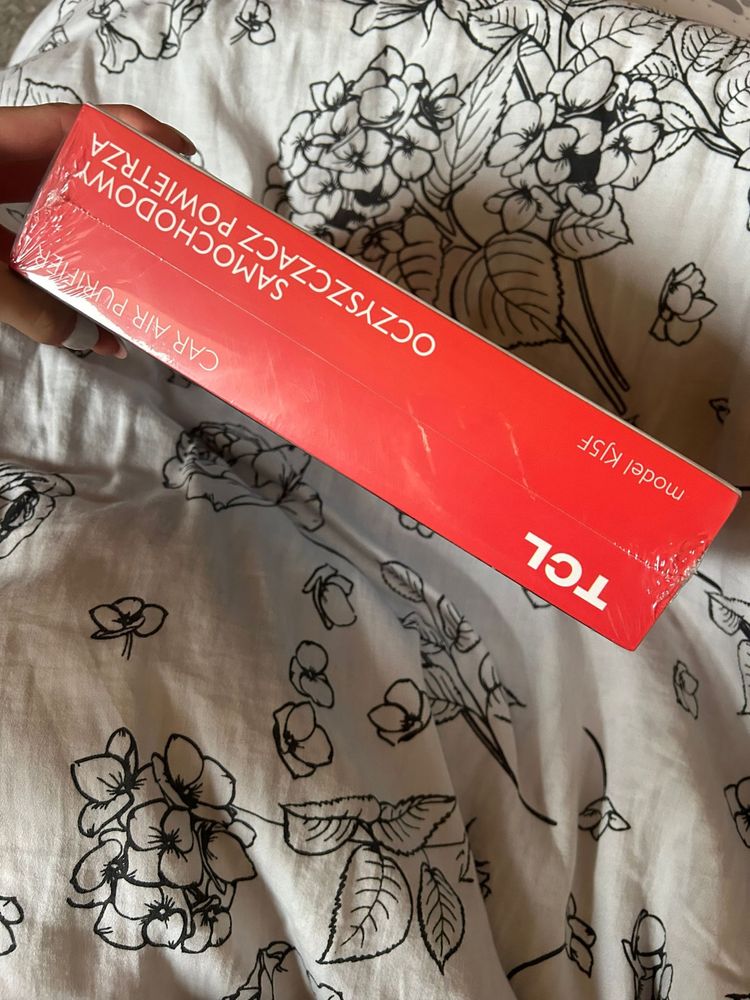 TCL
model KJ5F
SAMOCHODOWY
OCZYSZCZACZ POWIETRZA
CAR AIR PURIFIER